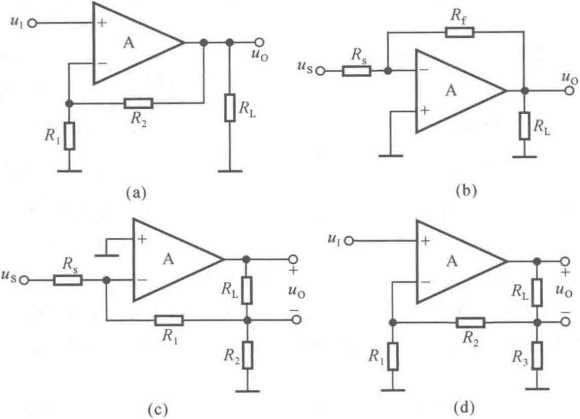 u_I + A − u_O R_2 R_1 R_L
(a)
R_f u_S R_s − A + u_O R_L
(b)
+ A u_S R_s − + R_L u_O − R_1 R_2
(c)
u_I + A − + R_L u_O − R_2 R_1 R_3
(d)